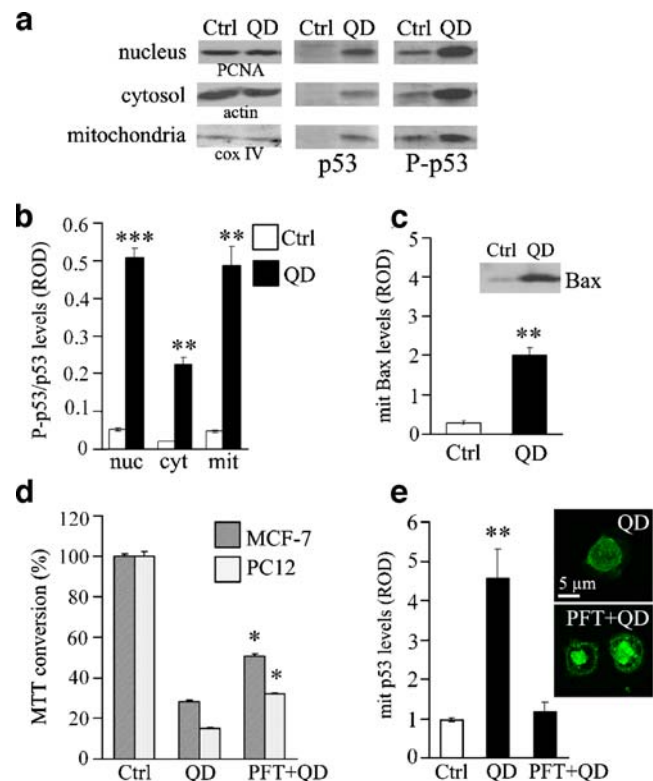 a
Ctrl QD Ctrl QD Ctrl QD
nucleus
PCNA
cytosol
actin
mitochondria
cox IV
p53 P-p53
b
P-p53/p53 levels (ROD)
0.6
0.5
0.4
0.3
0.2
0.1
0
***
**
**
Ctrl
QD
nuc cyt mit
c
mit Bax levels (ROD)
5
4
3
2
1
0
Ctrl QD
Bax
**
Ctrl QD
d
MTT conversion (%)
120
100
80
60
40
20
0
MCF-7
PC12
*
*
Ctrl QD PFT+QD
e
mit p53 levels (ROD)
6
5
4
3
2
1
0
**
QD
5 µm
PFT+QD
Ctrl QD PFT+QD